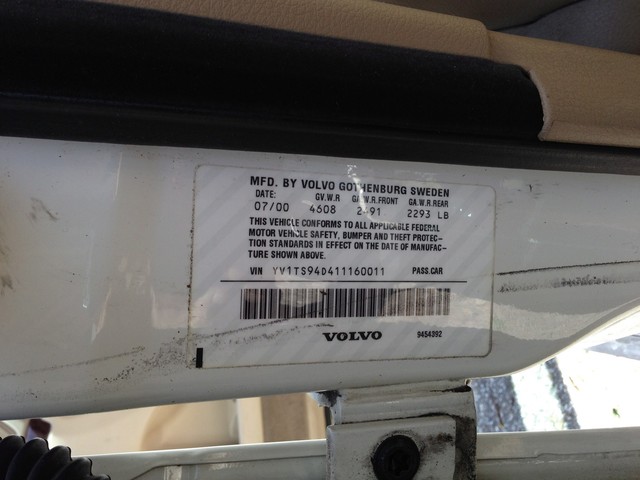 MFD. BY VOLVO GOTHENBURG SWEDEN
DATE: GV.W.R GA.W.R.FRONT GA.W.R.REAR
07/00 4608 2491 2293 LB
THIS VEHICLE CONFORMS TO ALL APPLICABLE FEDERAL
MOTOR VEHICLE SAFETY, BUMPER AND THEFT PROTEC-
TION STANDARDS IN EFFECT ON THE DATE OF MANUFAC-
TURE SHOWN ABOVE.
VIN YV1TS94D411160011 PASS.CAR
VOLVO 9454392